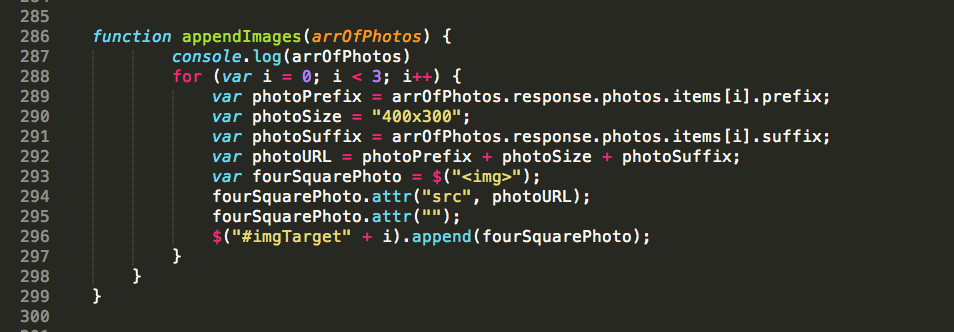 285
286 function appendImages(arrOfPhotos) {
287 console.log(arrOfPhotos)
288 for (var i = 0; i < 3; i++) {
289 var photoPrefix = arrOfPhotos.response.photos.items[i].prefix;
290 var photoSize = "400x300";
291 var photoSuffix = arrOfPhotos.response.photos.items[i].suffix;
292 var photoURL = photoPrefix + photoSize + photoSuffix;
293 var fourSquarePhoto = $("<img>");
294 fourSquarePhoto.attr("src", photoURL);
295 fourSquarePhoto.attr("");
296 $("#imgTarget" + i).append(fourSquarePhoto);
297 }
298 }
299 }
300